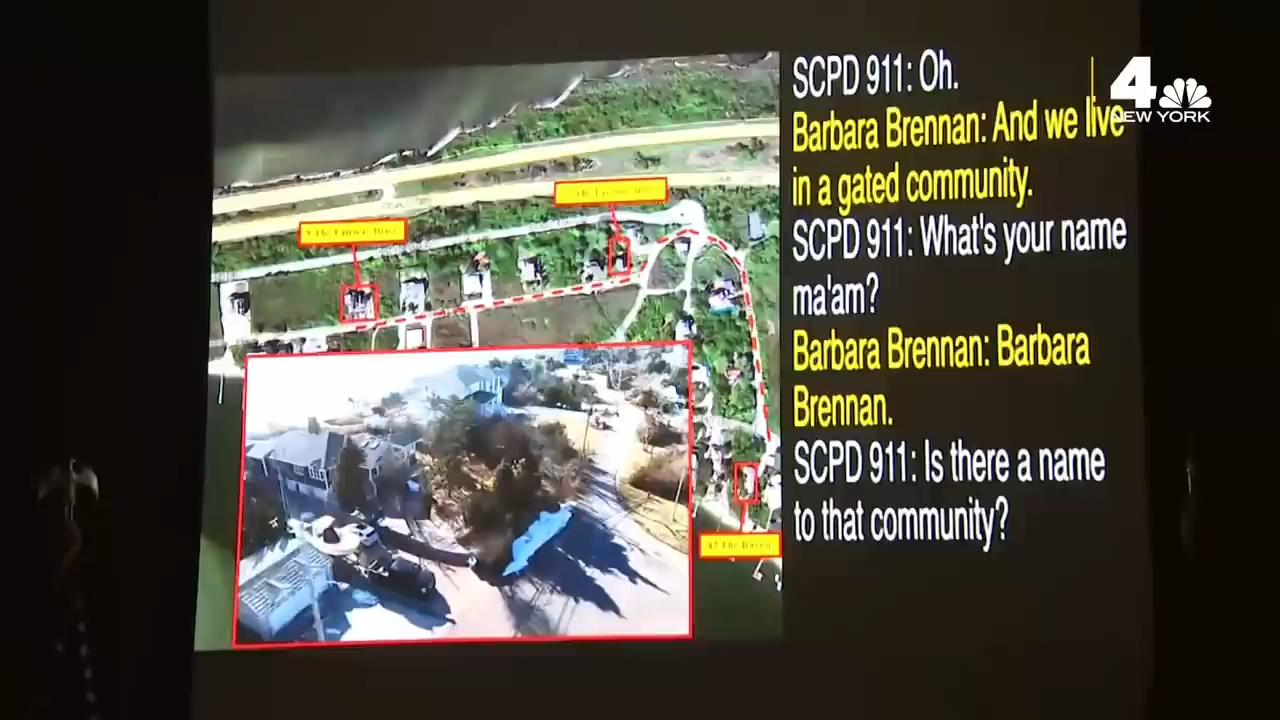 SCPD 911: Oh.
4
NEW YORK
Barbara Brennan: And we live
in a gated community.
SCPD 911: What's your name
ma'am?
Barbara Brennan: Barbara
Brennan.
SCPD 911: Is there a name
to that community?